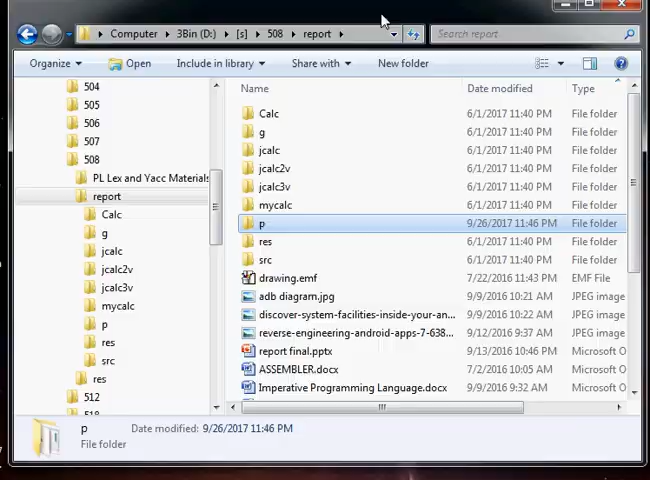 Computer 3Bin (D:) [s] 508 report Search report
Organize Open Include in library Share with New folder
504
505
506
507
508
PL Lex and Yacc Materials
report
Calc
g
jcalc
jcalc2v
jcalc3v
mycalc
p
res
src
res
512
Name Date modified Type
Calc 6/1/2017 11:40 PM File folder
g 6/1/2017 11:40 PM File folder
jcalc 6/1/2017 11:40 PM File folder
jcalc2v 6/1/2017 11:40 PM File folder
jcalc3v 6/1/2017 11:40 PM File folder
mycalc 6/1/2017 11:40 PM File folder
p 9/26/2017 11:46 PM File folder
res 6/1/2017 11:40 PM File folder
src 6/1/2017 11:40 PM File folder
drawing.emf 7/22/2016 11:43 PM EMF File
adb diagram.jpg 9/9/2016 10:21 AM JPEG image
discover-system-facilities-inside-your-an... 9/9/2016 10:22 AM JPEG image
reverse-engineering-android-apps-7-638... 9/12/2016 9:37 AM JPEG image
report final.pptx 9/13/2016 10:46 PM Microsoft O
ASSEMBLER.docx 7/2/2016 10:05 AM Microsoft O
Imperative Programming Language.docx 9/9/2016 9:32 AM Microsoft O
p Date modified: 9/26/2017 11:46 PM
File folder